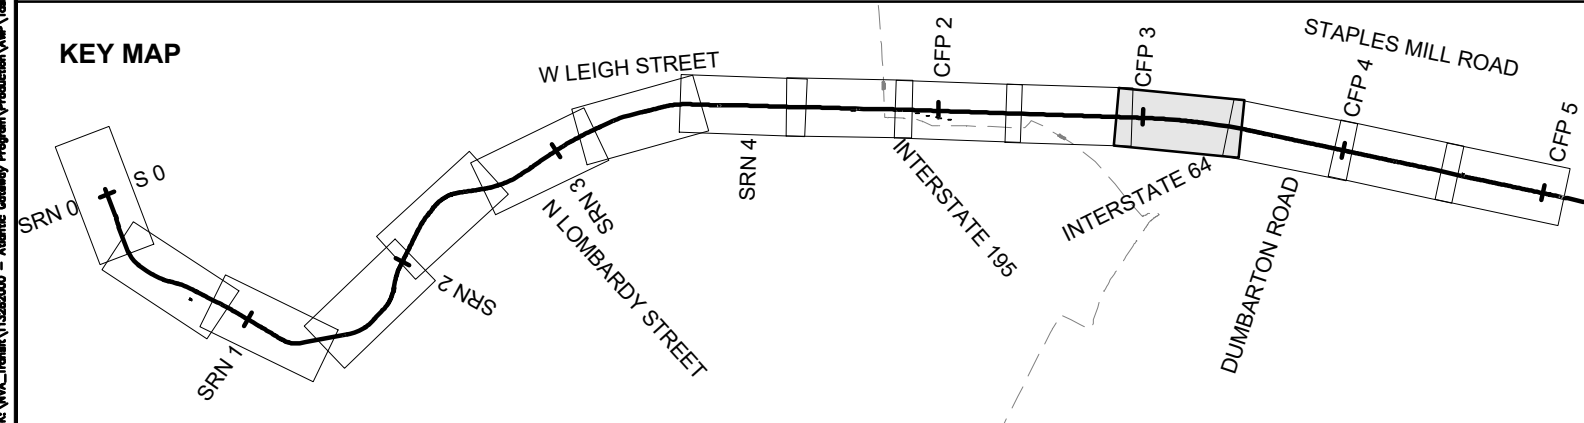 KEY MAP
SRN 0
S 0
SRN 1
SRN 2
SRN 3
N LOMBARDY STREET
W LEIGH STREET
SRN 4
CFP 2
INTERSTATE 195
CFP 3
INTERSTATE 64
DUMBARTON ROAD
STAPLES MILL ROAD
CFP 4
CFP 5